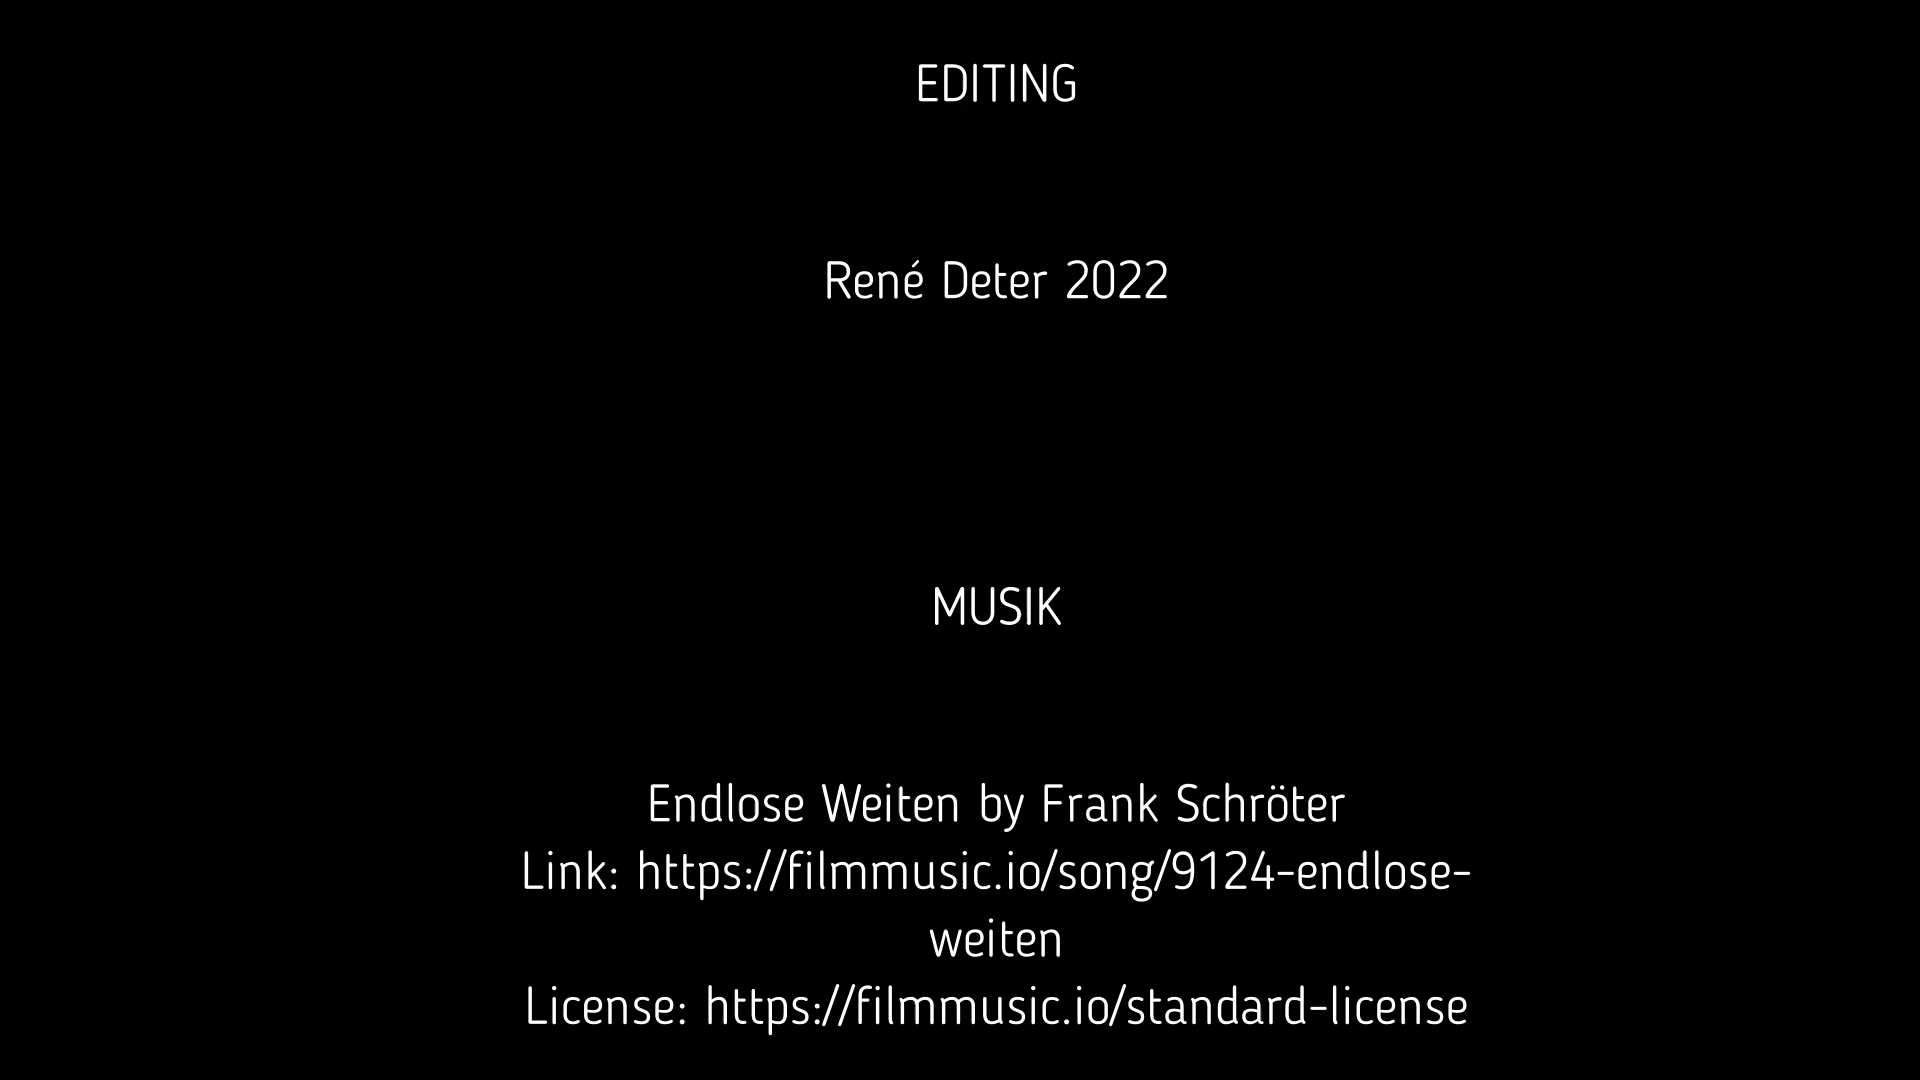 EDITING
René Deter 2022
MUSIK
Endlose Weiten by Frank Schröter
Link: https://filmmusic.io/song/9124-endlose-
weiten
License: https://filmmusic.io/standard-license